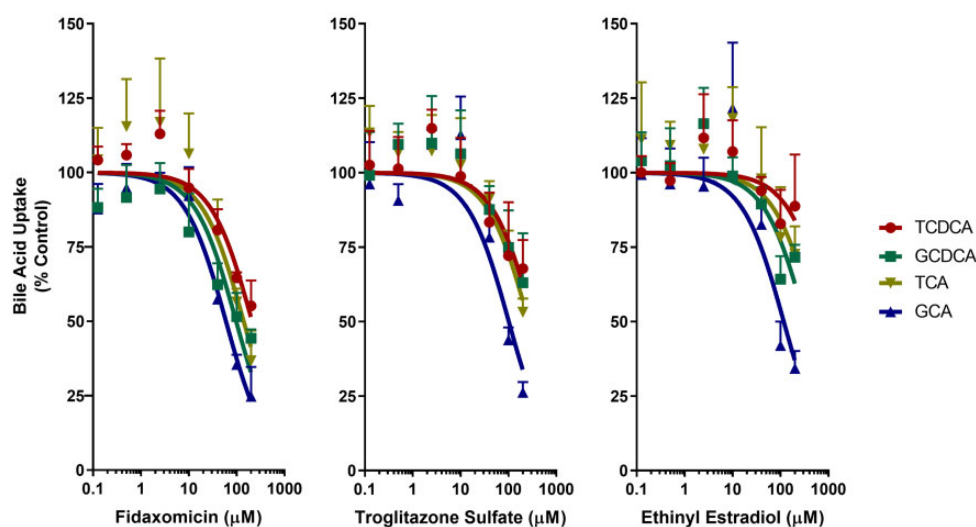 150
125
100
75
50
25
0
0.1 1 10 100 1000
Fidaxomicin (μM)
Bile Acid Uptake
(% Control)
150
125
100
75
50
25
0
0.1 1 10 100 1000
Troglitazone Sulfate (μM)
150
125
100
75
50
25
0
0.1 1 10 100 1000
Ethinyl Estradiol (μM)
TCDCA
GCDCA
TCA
GCA